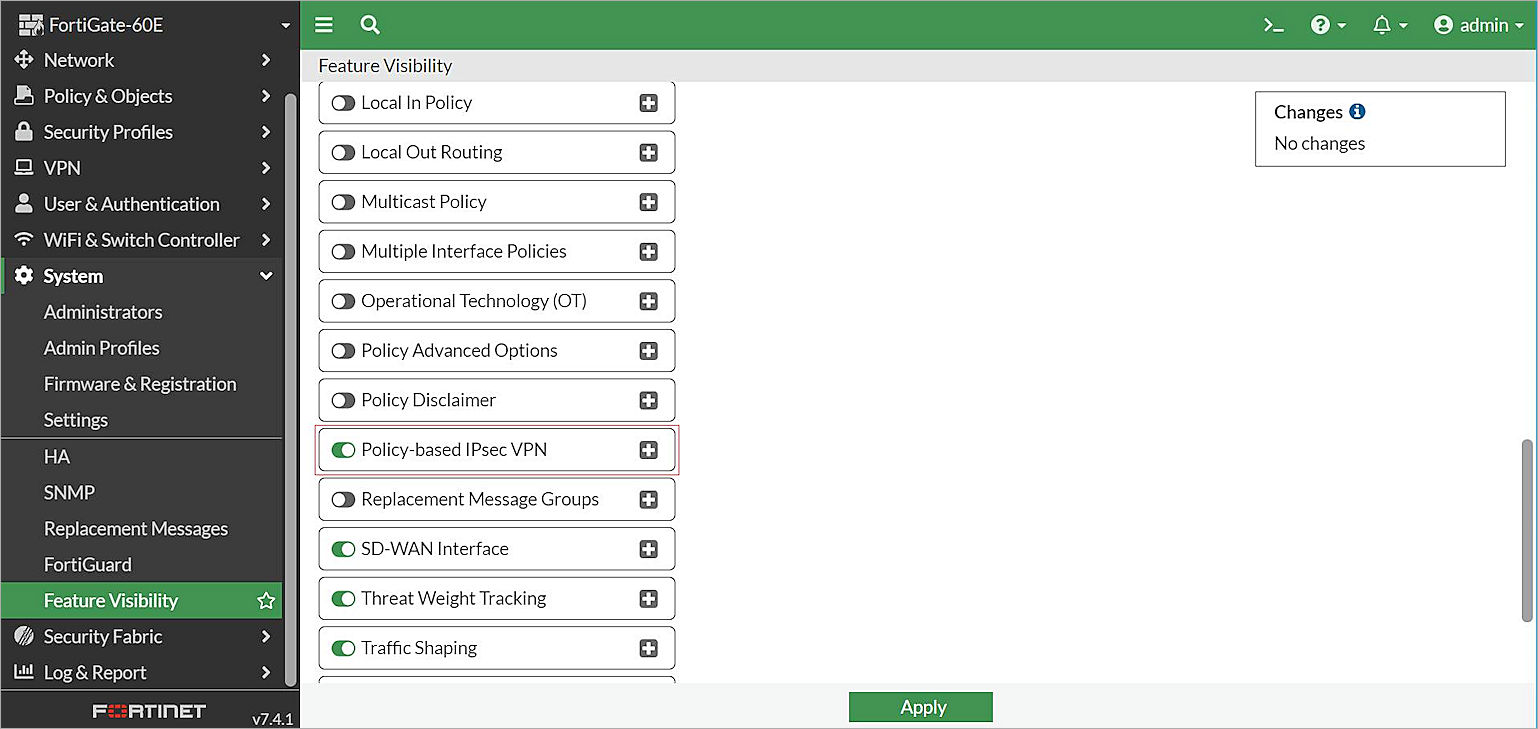 FortiGate-60E
admin
Network
Policy & Objects
Security Profiles
VPN
User & Authentication
WiFi & Switch Controller
System
Administrators
Admin Profiles
Firmware & Registration
Settings
HA
SNMP
Replacement Messages
FortiGuard
Feature Visibility
Security Fabric
Log & Report
FORTINET
v7.4.1
Feature Visibility
Local In Policy
Local Out Routing
Multicast Policy
Multiple Interface Policies
Operational Technology (OT)
Policy Advanced Options
Policy Disclaimer
Policy-based IPsec VPN
Replacement Message Groups
SD-WAN Interface
Threat Weight Tracking
Traffic Shaping
Changes
No changes
Apply